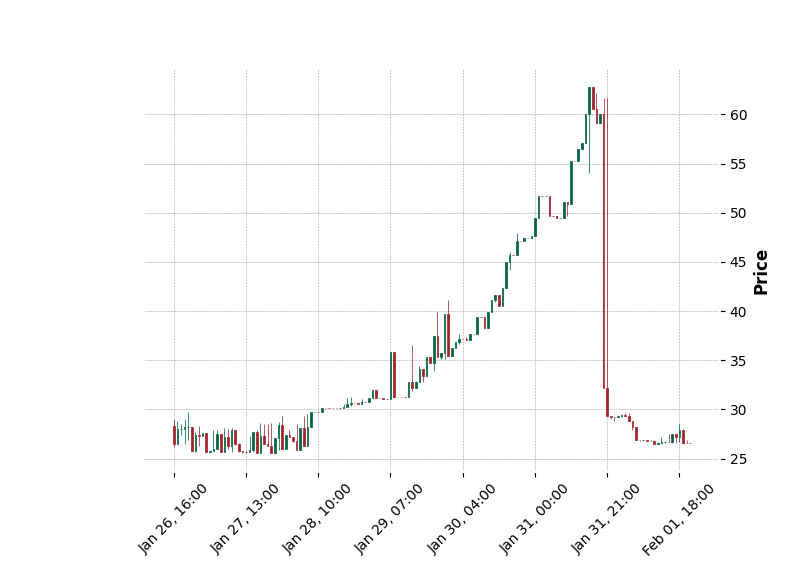 60
55
50
45
40
35
30
25
Price
Jan 26, 16:00
Jan 27, 13:00
Jan 28, 10:00
Jan 29, 07:00
Jan 30, 04:00
Jan 31, 00:00
Jan 31, 21:00
Feb 01, 18:00